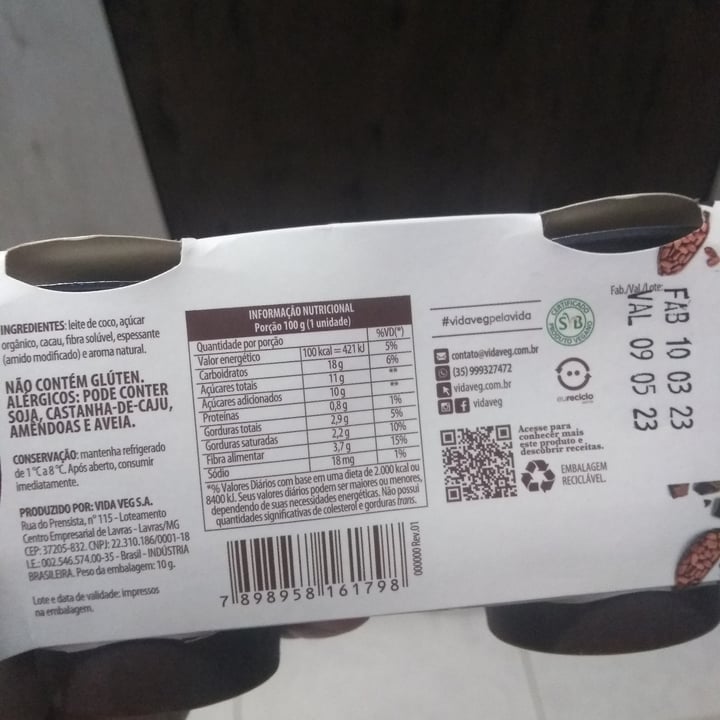 INGREDIENTES: leite de coco, açúcar
orgânico, cacau, fibra solúvel, espessante
(amido modificado) e aroma natural.
NÃO CONTÉM GLÚTEN.
ALÉRGICOS: PODE CONTER
SOJA, CASTANHA-DE-CAJU,
AMÊNDOAS E AVEIA.
CONSERVAÇÃO: mantenha refrigerado
de 1 °C a 8 °C. Após aberto, consumir
imediatamente.
PRODUZIDO POR: VIDA VEG S.A.
Rua do Prensista, nº 115 - Loteamento
Centro Empresarial de Lavras - Lavras/MG
CEP: 37205-832. CNPJ: 22.310.186/0001-18
I.E.: 002.546.574.00-35 - Brasil - INDÚSTRIA
BRASILEIRA. Peso da embalagem: 10 g.
Lote e data de validade: impressos
na embalagem.
INFORMAÇÃO NUTRICIONAL
Porção 100 g (1 unidade)
Quantidade por porção %VD(*)
Valor energético 100 kcal = 421 kJ 5%
Carboidratos 18 g 6%
Açúcares totais 11 g **
Açúcares adicionados 10 g **
Proteínas 0,8 g 1%
Gorduras totais 2,9 g 5%
Gorduras saturadas 2,2 g 10%
Fibra alimentar 3,7 g 15%
Sódio 18 mg 1%
*% Valores Diários com base em uma dieta de 2.000 kcal ou
8400 kJ. Seus valores diários podem ser maiores ou menores,
dependendo de suas necessidades energéticas. Não possui
quantidades significativas de colesterol e gorduras trans.
7 898958 161798
000000 Rev.01
#vidavegpelavida
contato@vidaveg.com.br
(35) 999327472
vidaveg.com.br
vidaveg
CERTIFICADO
SVB
PRODUTO VEGANO
eureciclo
Acesse para
conhecer mais
este produto e
descobrir receitas.
EMBALAGEM
RECICLÁVEL.
Fab./Val./Lote:
FAB 10 03 23
VAL 09 05 23